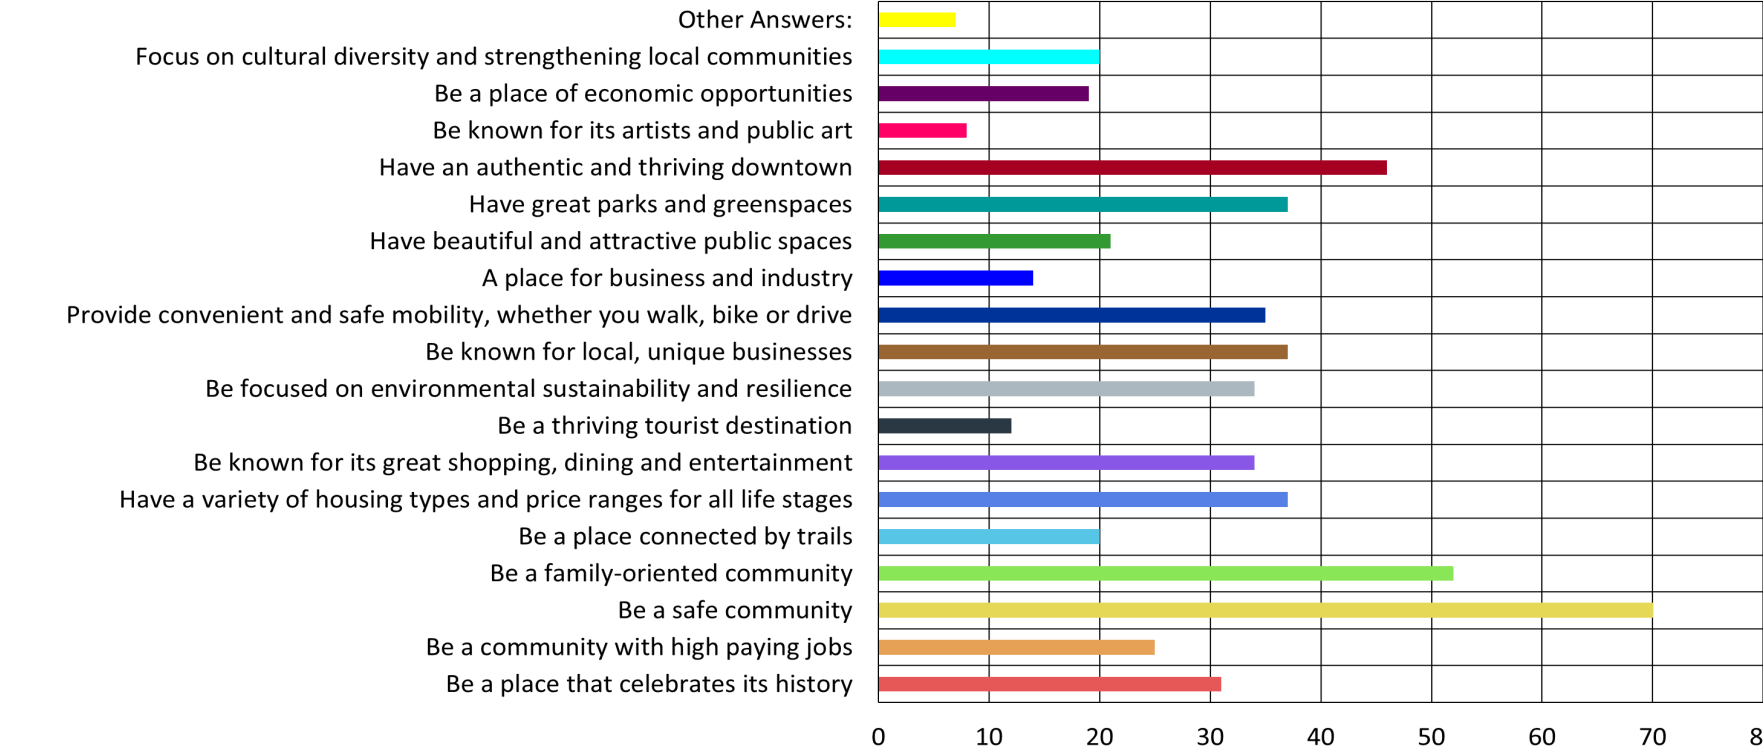 Other Answers:
Focus on cultural diversity and strengthening local communities
Be a place of economic opportunities
Be known for its artists and public art
Have an authentic and thriving downtown
Have great parks and greenspaces
Have beautiful and attractive public spaces
A place for business and industry
Provide convenient and safe mobility, whether you walk, bike or drive
Be known for local, unique businesses
Be focused on environmental sustainability and resilience
Be a thriving tourist destination
Be known for its great shopping, dining and entertainment
Have a variety of housing types and price ranges for all life stages
Be a place connected by trails
Be a family-oriented community
Be a safe community
Be a community with high paying jobs
Be a place that celebrates its history
0 10 20 30 40 50 60 70